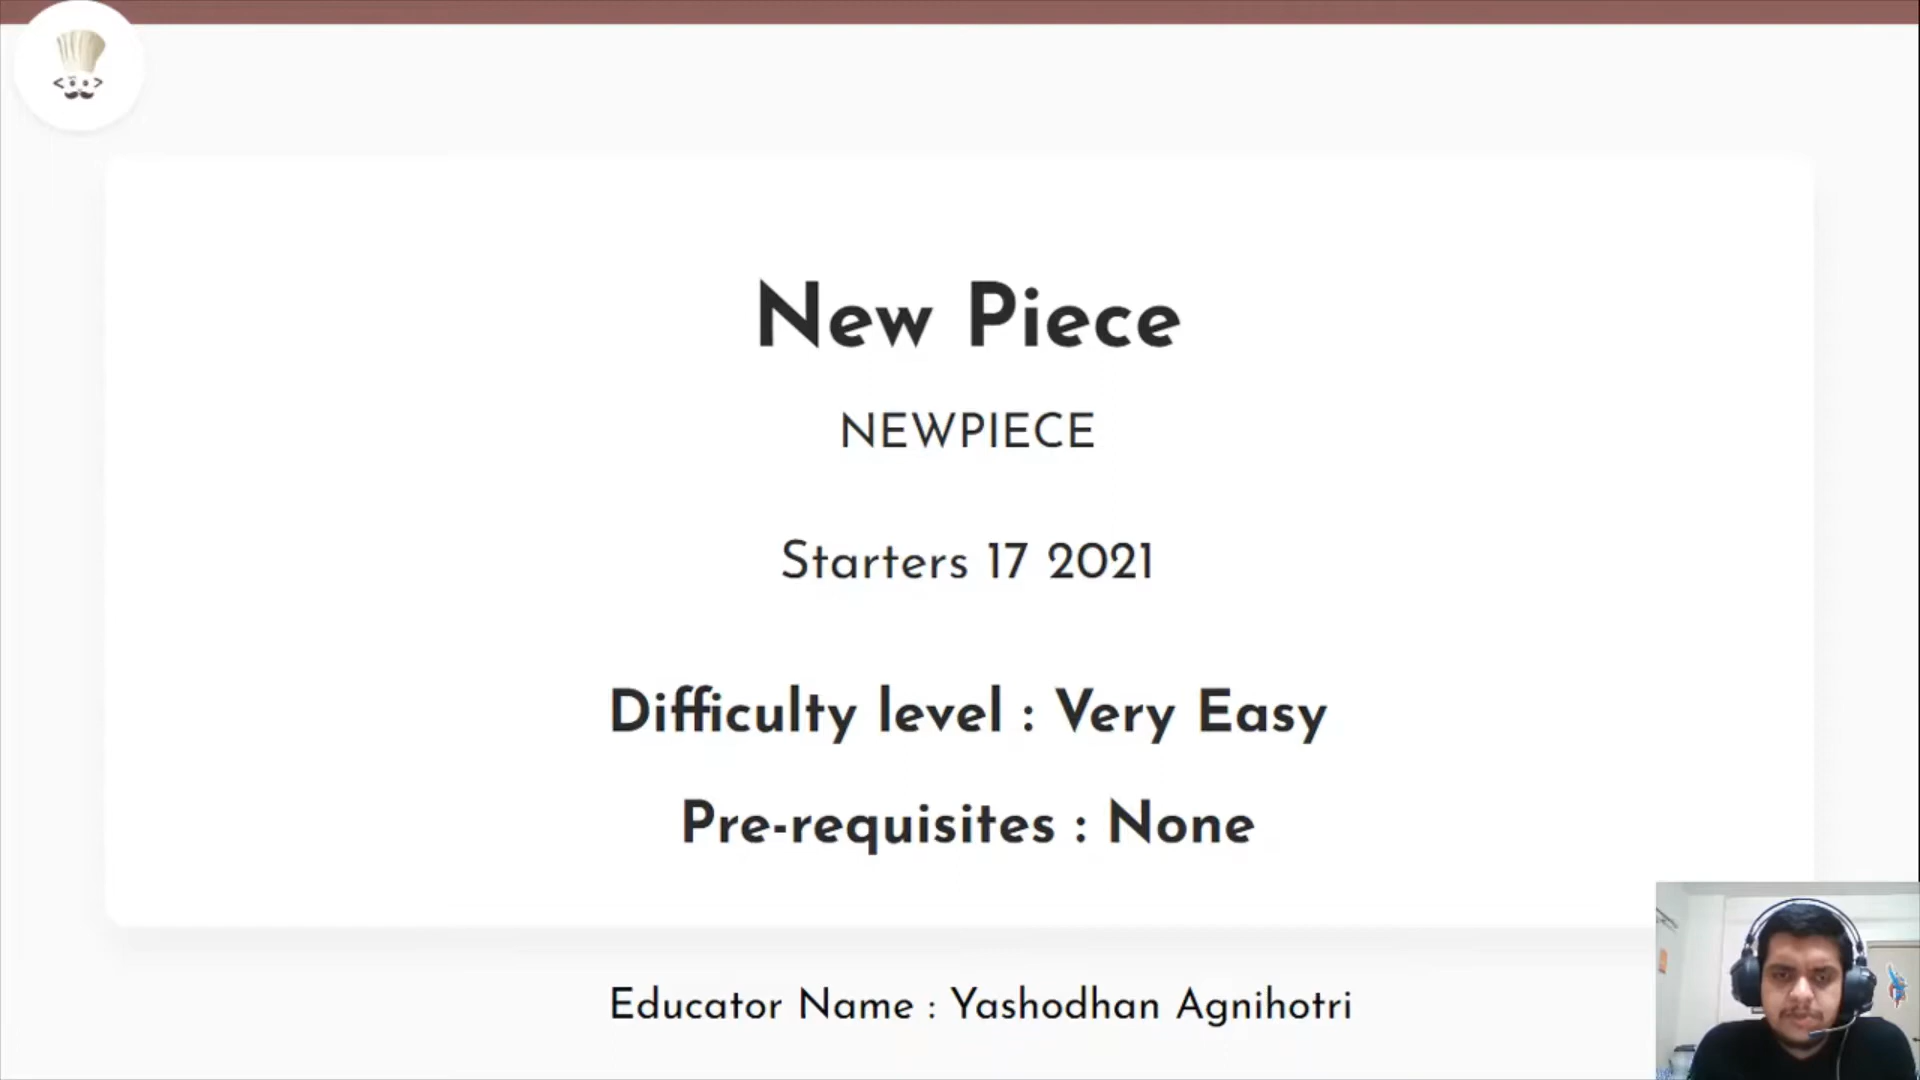 New Piece
NEWPIECE
Starters 17 2021
Difficulty level : Very Easy
Pre-requisites : None
Educator Name : Yashodhan Agnihotri